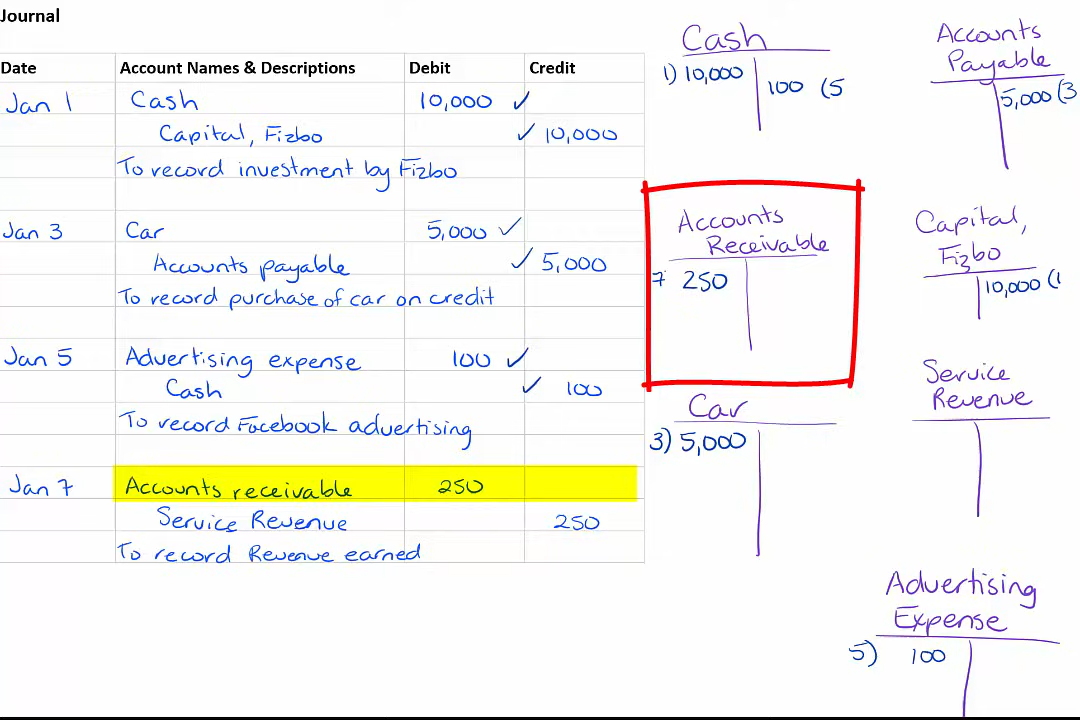 Journal
Date Account Names & Descriptions Debit Credit
Jan 1 Cash 10,000 ✓
Capital, Fizbo ✓ 10,000
To record investment by Fizbo
Jan 3 Car 5,000 ✓
Accounts payable ✓ 5,000
To record purchase of car on credit
Jan 5 Advertising expense 100 ✓
Cash ✓ 100
To record Facebook advertising
Jan 7 Accounts receivable 250
Service Revenue 250
To record Revenue earned
Cash
1) 10,000 100 (5
Accounts
Receivable
7 250
Car
3) 5,000
Accounts
Payable
5,000 (3
Capital,
Fizbo
10,000 (1
Service
Revenue
Advertising
Expense
5) 100